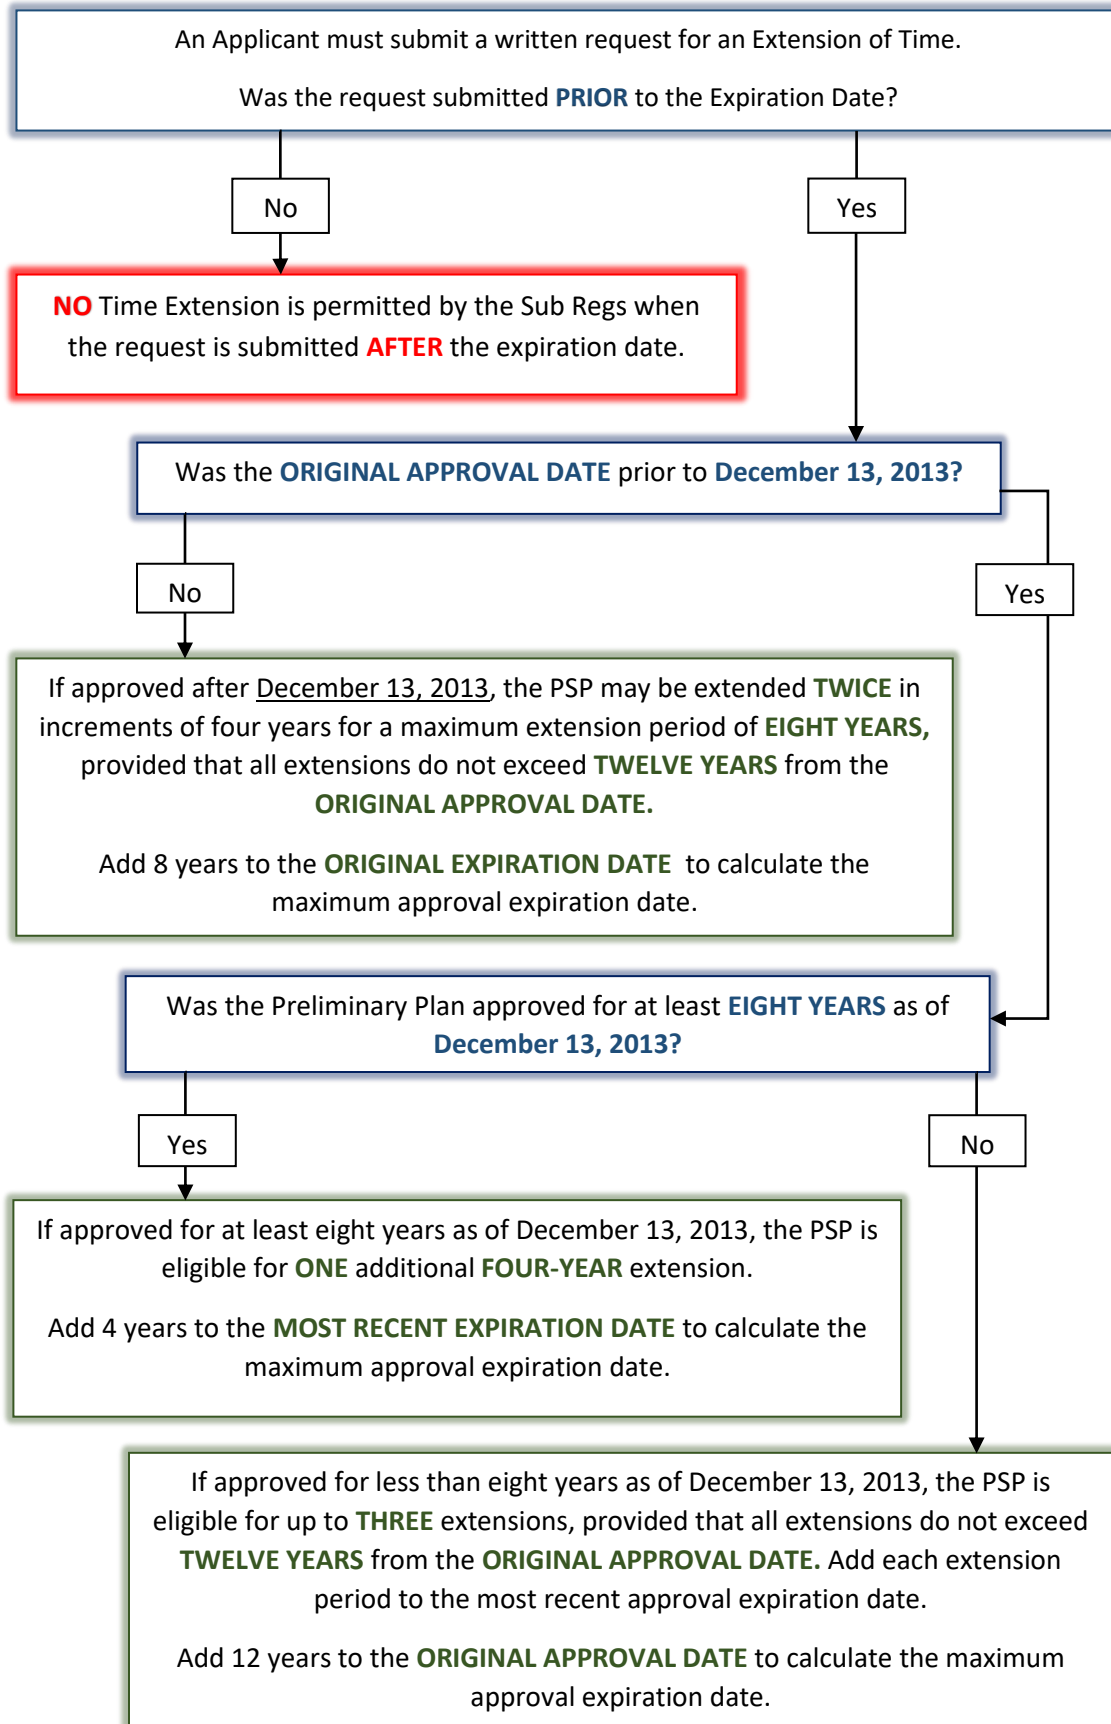 An Applicant must submit a written request for an Extension of Time.
Was the request submitted PRIOR to the Expiration Date?
No
Yes
NO Time Extension is permitted by the Sub Regs when
the request is submitted AFTER the expiration date.
Was the ORIGINAL APPROVAL DATE prior to December 13, 2013?
No
Yes
If approved after December 13, 2013, the PSP may be extended TWICE in
increments of four years for a maximum extension period of EIGHT YEARS,
provided that all extensions do not exceed TWELVE YEARS from the
ORIGINAL APPROVAL DATE.
Add 8 years to the ORIGINAL EXPIRATION DATE to calculate the
maximum approval expiration date.
Was the Preliminary Plan approved for at least EIGHT YEARS as of
December 13, 2013?
Yes
No
If approved for at least eight years as of December 13, 2013, the PSP is
eligible for ONE additional FOUR-YEAR extension.
Add 4 years to the MOST RECENT EXPIRATION DATE to calculate the
maximum approval expiration date.
If approved for less than eight years as of December 13, 2013, the PSP is
eligible for up to THREE extensions, provided that all extensions do not exceed
TWELVE YEARS from the ORIGINAL APPROVAL DATE. Add each extension
period to the most recent approval expiration date.
Add 12 years to the ORIGINAL APPROVAL DATE to calculate the maximum
approval expiration date.